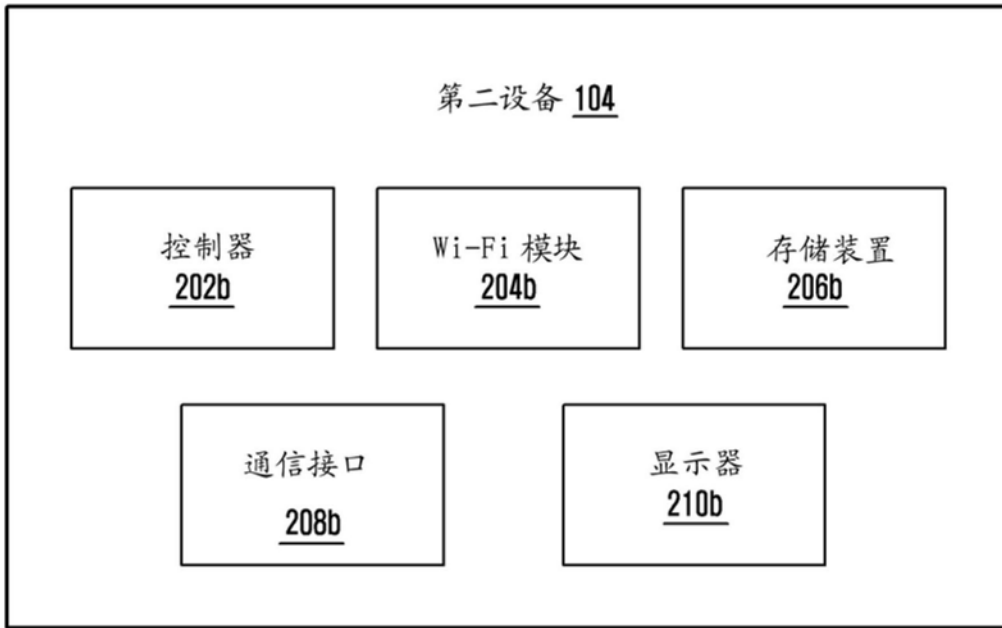 第二设备 104
控制器
202b
Wi-Fi 模块
204b
存储装置
206b
通信接口
208b
显示器
210b